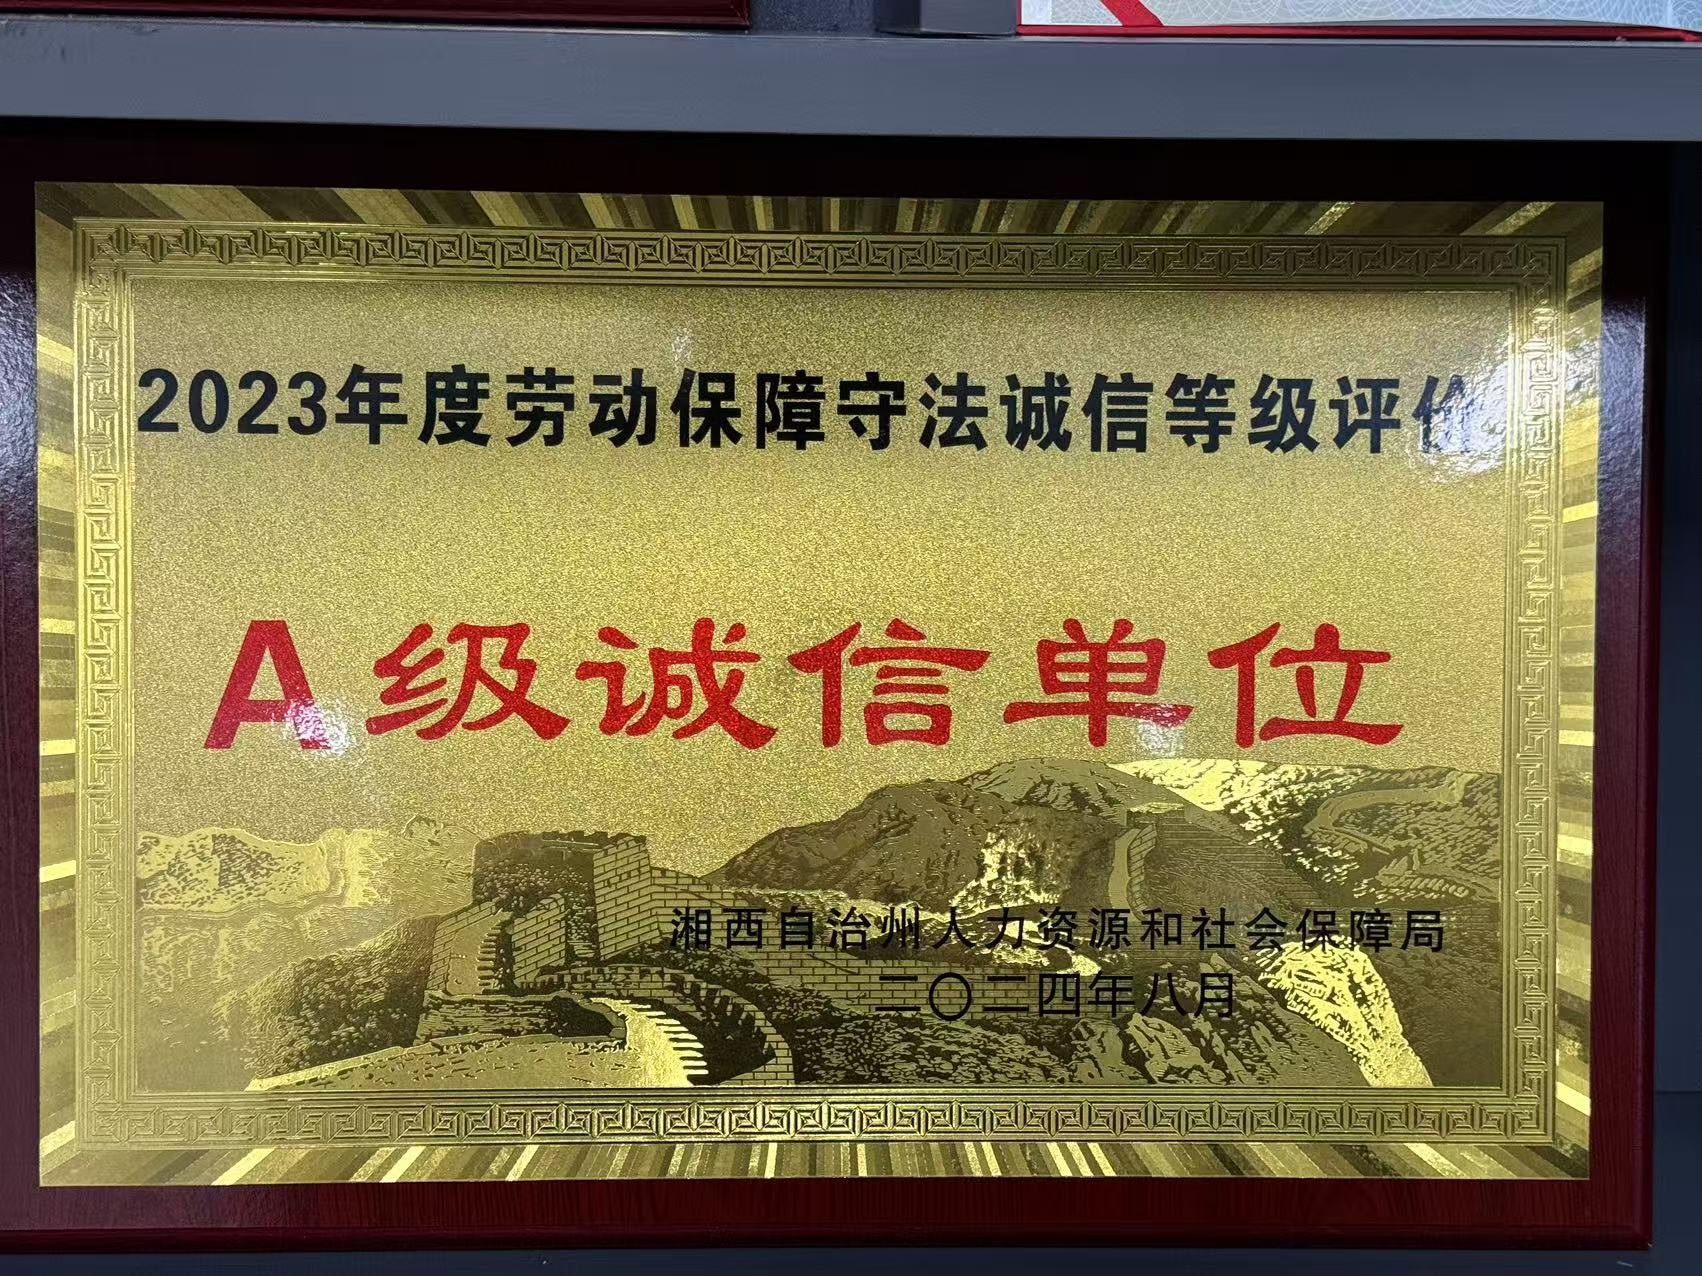 2023年度劳动保障守法诚信等级评价
A级诚信单位
湘西自治州人力资源和社会保障局
二〇二四年八月